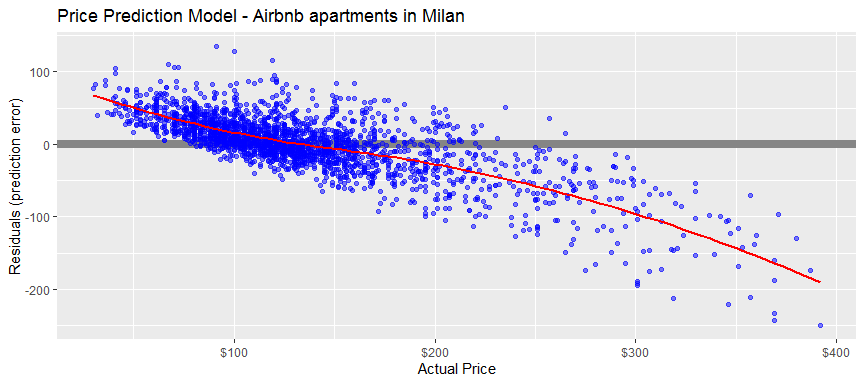 Price Prediction Model - Airbnb apartments in Milan
Residuals (prediction error)
100
0
-100
-200
$100
$200
$300
$400
Actual Price